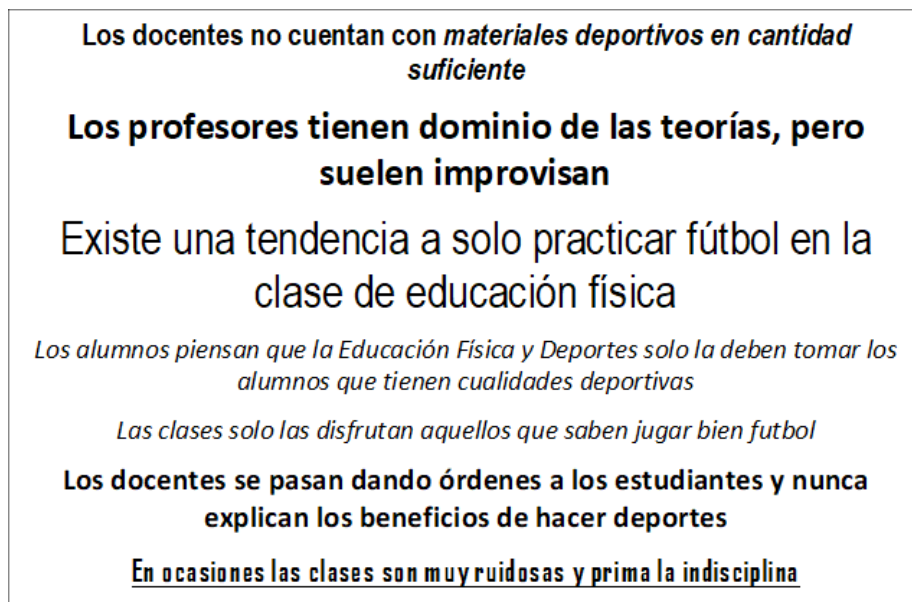 Los docentes no cuentan con materiales deportivos en cantidad
suficiente
Los profesores tienen dominio de las teorías, pero
suelen improvisan
Existe una tendencia a solo practicar fútbol en la
clase de educación física
Los alumnos piensan que la Educación Física y Deportes solo la deben tomar los
alumnos que tienen cualidades deportivas
Las clases solo las disfrutan aquellos que saben jugar bien futbol
Los docentes se pasan dando órdenes a los estudiantes y nunca
explican los beneficios de hacer deportes
En ocasiones las clases son muy ruidosas y prima la indisciplina